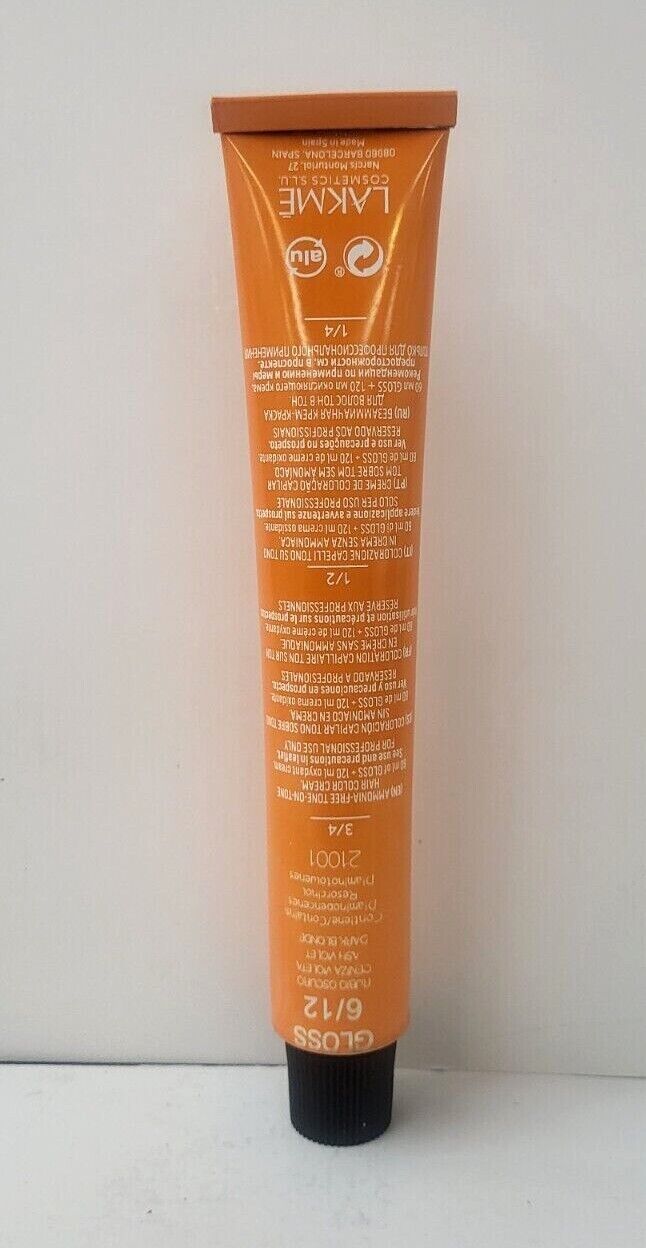 GLOSS
6/12
RUBIO OSCURO
CENIZA VIOLETA
ASH VIOLET
DARK BLONDE
Contiene/Contains
Diaminobencenes
Resorcinol
Diaminotoluenes
21001
3/4
(EN) AMMONIA-FREE TONE-ON-TONE
HAIR COLOR CREAM.
60 ml of GLOSS + 120 ml oxydant cream
See use and precautions in leaflet.
FOR PROFESSIONAL USE ONLY
(ES) COLORACIÓN CAPILAR TONO SOBRE TONO
SIN AMONIACO EN CREMA.
60 ml de GLOSS + 120 ml crema oxidante
Ver uso y precauciones en prospecto.
RESERVADO A PROFESIONALES
(FR) COLORATION CAPILLAIRE TON SUR TON
EN CRÈME SANS AMMONIAQUE.
60 ml de GLOSS + 120 ml de crème oxydante.
utilisation et précautions sur le prospectus
RÉSERVÉ AUX PROFESSIONNELS
1/2
(IT) COLORAZIONE CAPELLI TONO SU TONO
IN CREMA SENZA AMMONIACA.
60 ml di GLOSS + 120 ml crema ossidante.
Vedere applicazione e avvertenze sul prospetto
SOLO PER USO PROFESSIONALE
(PT) CREME DE COLORAÇÃO CAPILAR
TOM SOBRE TOM SEM AMONÍACO
60 ml de GLOSS + 120 ml de creme oxidante.
Ver uso e precauções no prospeto.
RESERVADO AOS PROFISSIONAIS
(RU) БЕЗАММИАЧНАЯ КРЕМ-КРАСКА
ДЛЯ ВОЛОС ТОН В ТОН.
60 мл GLOSS + 120 мл окисляющего крема.
Рекомендации по применению и меры
предосторожности в. см. в проспекте.
ТОЛЬКО ДЛЯ ПРОФЕССИОНАЛЬНОГО ПРИМЕНЕНИЯ
1/4
alu ®
LAKMĒ
COSMETICS S.L.U.
Narcís Monturiol, 27
08960 BARCELONA. SPAIN
Made in Spain